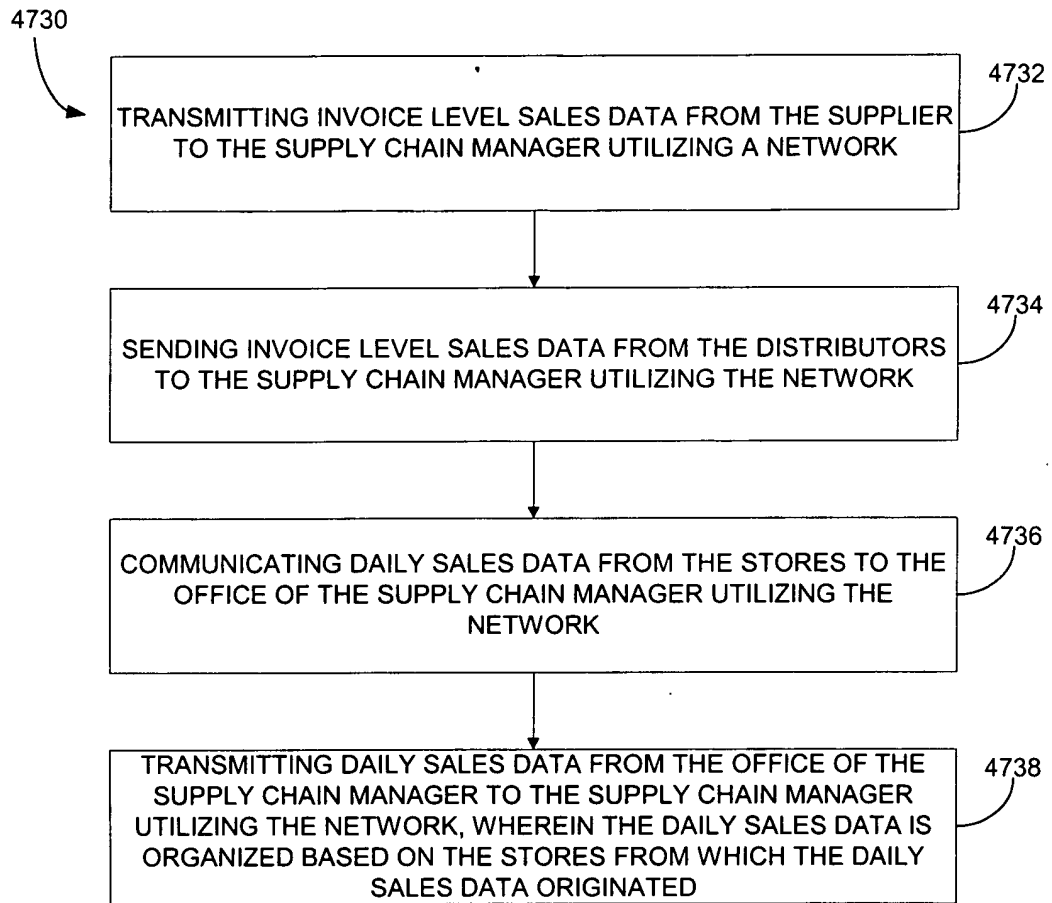 4730
4732
TRANSMITTING INVOICE LEVEL SALES DATA FROM THE SUPPLIER
TO THE SUPPLY CHAIN MANAGER UTILIZING A NETWORK
4734
SENDING INVOICE LEVEL SALES DATA FROM THE DISTRIBUTORS
TO THE SUPPLY CHAIN MANAGER UTILIZING THE NETWORK
4736
COMMUNICATING DAILY SALES DATA FROM THE STORES TO THE
OFFICE OF THE SUPPLY CHAIN MANAGER UTILIZING THE
NETWORK
4738
TRANSMITTING DAILY SALES DATA FROM THE OFFICE OF THE
SUPPLY CHAIN MANAGER TO THE SUPPLY CHAIN MANAGER
UTILIZING THE NETWORK, WHEREIN THE DAILY SALES DATA IS
ORGANIZED BASED ON THE STORES FROM WHICH THE DAILY
SALES DATA ORIGINATED